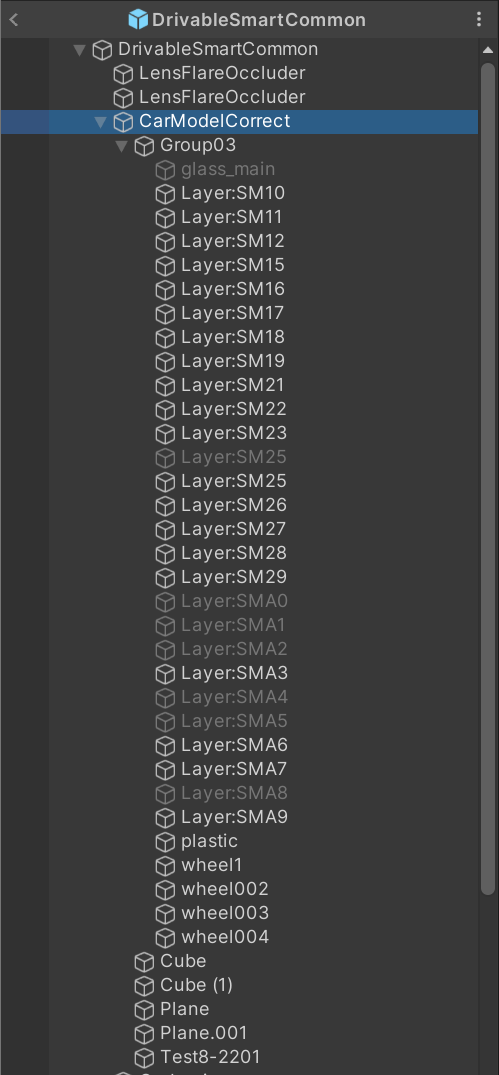 DrivableSmartCommon
DrivableSmartCommon
LensFlareOccluder
LensFlareOccluder
CarModelCorrect
Group03
glass_main
Layer:SM10
Layer:SM11
Layer:SM12
Layer:SM15
Layer:SM16
Layer:SM17
Layer:SM18
Layer:SM19
Layer:SM21
Layer:SM22
Layer:SM23
Layer:SM25
Layer:SM25
Layer:SM26
Layer:SM27
Layer:SM28
Layer:SM29
Layer:SMA0
Layer:SMA1
Layer:SMA2
Layer:SMA3
Layer:SMA4
Layer:SMA5
Layer:SMA6
Layer:SMA7
Layer:SMA8
Layer:SMA9
plastic
wheel1
wheel002
wheel003
wheel004
Cube
Cube (1)
Plane
Plane.001
Test8-2201